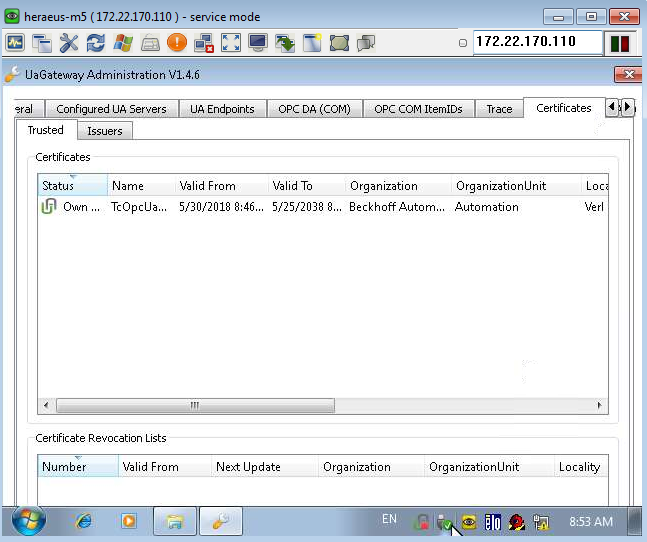 heraeus-m5 ( 172.22.170.110 ) - service mode
172.22.170.110
UaGateway Administration V1.4.6
eral Configured UA Servers UA Endpoints OPC DA (COM) OPC COM ItemIDs Trace Certificates
Trusted Issuers
Certificates
Status Name Valid From Valid To Organization OrganizationUnit Loca
Own ... TcOpcUa... 5/30/2018 8:46... 5/25/2038 8... Beckhoff Autom... Automation Verl
Certificate Revocation Lists
Number Valid From Next Update Organization OrganizationUnit Locality
EN 8:53 AM